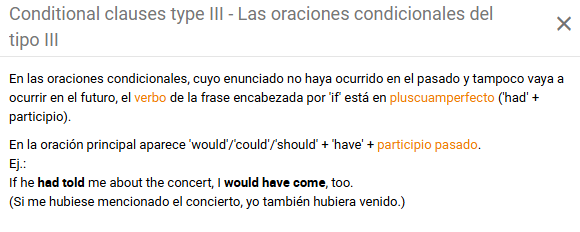 Conditional clauses type III - Las oraciones condicionales del
tipo III
En las oraciones condicionales, cuyo enunciado no haya ocurrido en el pasado y tampoco vaya a
ocurrir en el futuro, el verbo de la frase encabezada por 'if' está en pluscuamperfecto ('had' +
participio).
En la oración principal aparece 'would'/'could'/'should' + 'have' + participio pasado.
Ej.:
If he had told me about the concert, I would have come, too.
(Si me hubiese mencionado el concierto, yo también hubiera venido.)